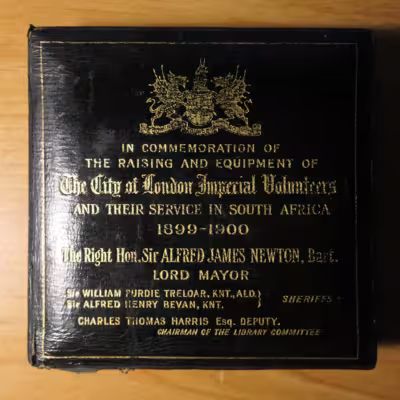 IN COMMEMORATION OF
THE RAISING AND EQUIPMENT OF
The City of London Imperial Volunteers
AND THEIR SERVICE IN SOUTH AFRICA
1899-1900
The Right Hon. Sir ALFRED JAMES NEWTON, Bart.
LORD MAYOR
Sir WILLIAM PURDIE TRELOAR, KNT., ALD. } SHERIFFS
Sir ALFRED HENRY BEVAN, KNT.
CHARLES THOMAS HARRIS Esq. DEPUTY,
CHAIRMAN OF THE LIBRARY COMMITTEE